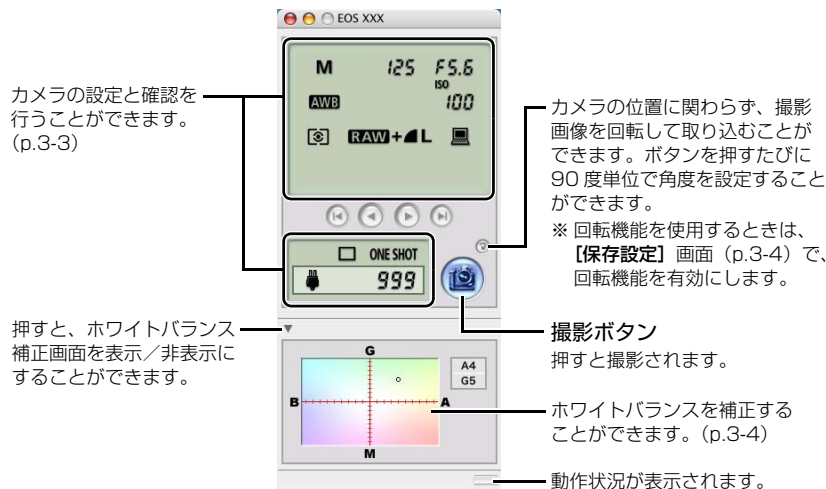 EOS XXX
M 125 F5.6
ISO
AWB 100
RAW+ L
ONE SHOT
999
カメラの設定と確認を
行うことができます。
(p.3-3)
カメラの位置に関わらず、撮影
画像を回転して取り込むことが
できます。ボタンを押すたびに
90 度単位で角度を設定すること
ができます。
※ 回転機能を使用するときは、
[保存設定] 画面（p.3-4）で、
回転機能を有効にします。
押すと、ホワイトバランス
補正画面を表示／非表示に
することができます。
撮影ボタン
押すと撮影されます。
G
A4
G5
B
A
M
ホワイトバランスを補正する
ことができます。（p.3-4）
動作状況が表示されます。